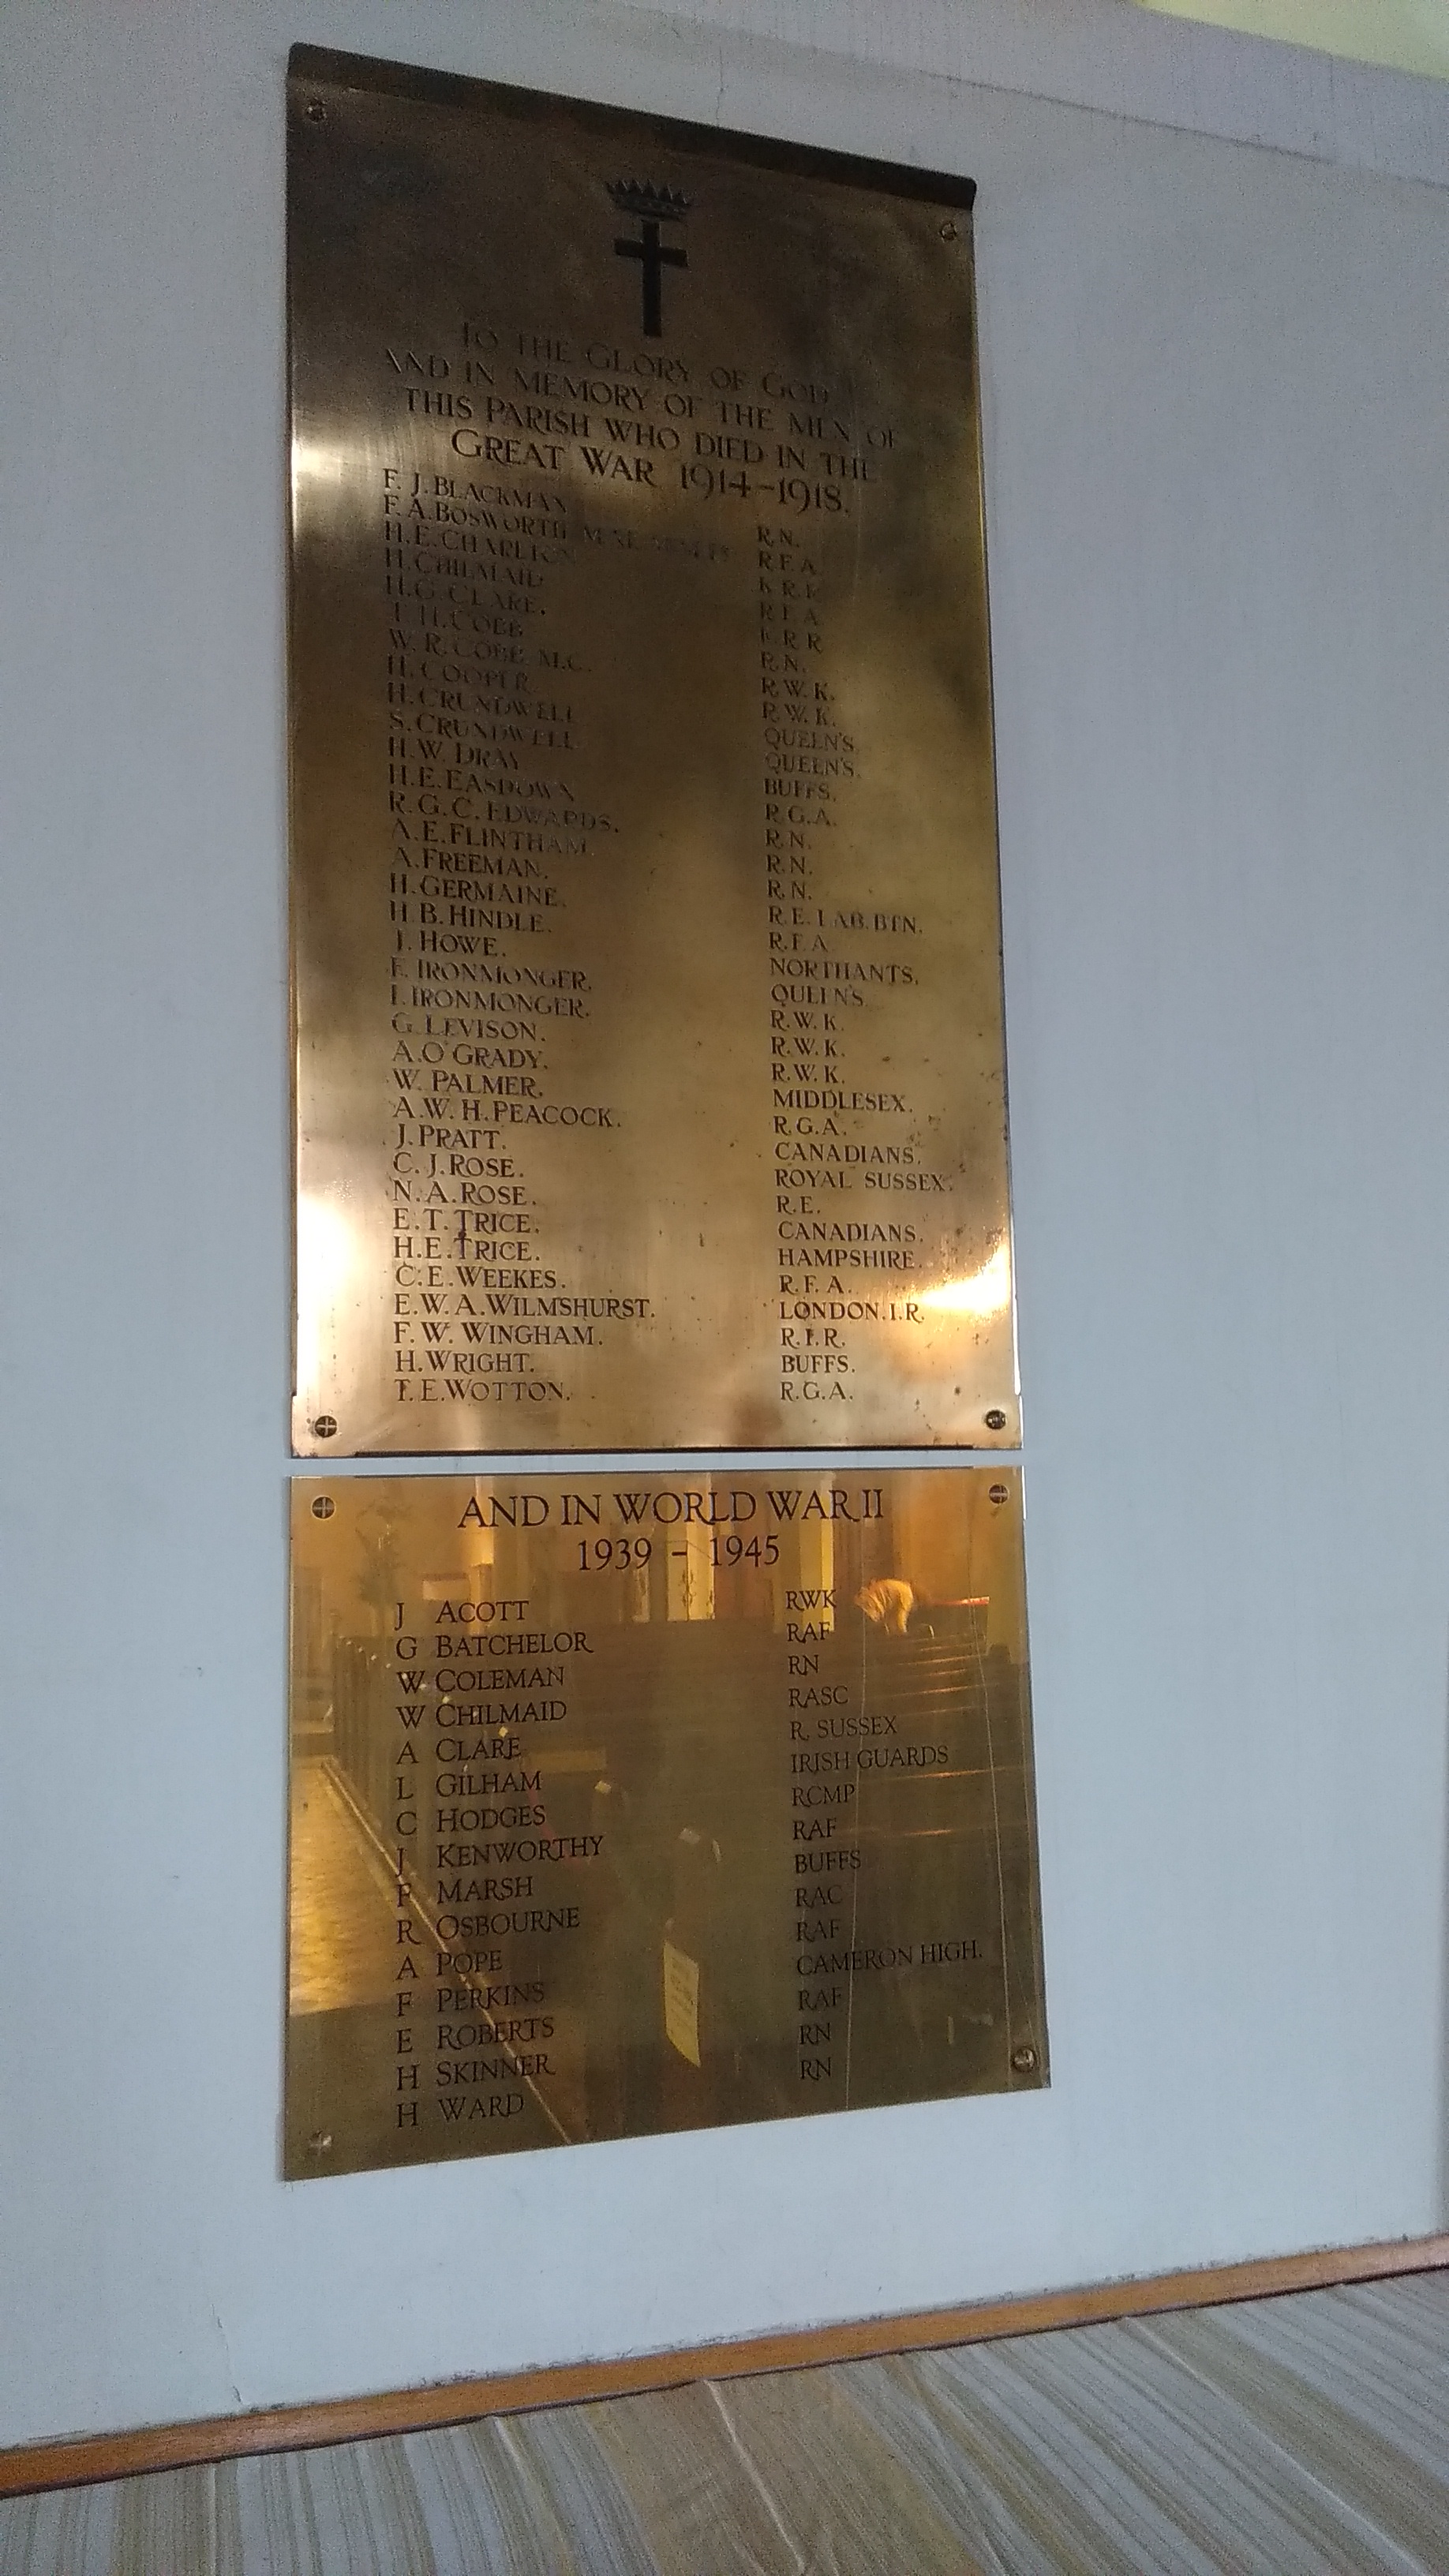 TO THE GLORY OF GOD
AND IN MEMORY OF THE MEN OF
THIS PARISH WHO DIED IN THE
GREAT WAR 1914-1918.
F. J. BLACKMAN R.N.
F. A. BOSWORTH R.F.A.
H. E. CHARLTON K.R.R.
H. CHILMAID. R.F.A.
H. G. CLARE. K.R.R.
T. H. COBB. R.N.
W. R. COBB. M.C. R.W.K.
H. COOPER. R.W.K.
H. CRUNDWELL. QUEEN'S.
S. CRUNDWELL. QUEEN'S.
H. W. DRAY BUFFS.
H. E. EASDOWN R.G.A.
R. G. C. EDWARDS. R.N.
A. E. FLINTHAM. R.N.
A. FREEMAN. R.N.
H. GERMAINE. R.E. LAB. BTN.
H. B. HINDLE. R.F.A.
HOWE. NORTHANTS.
IRONMONGER. QUEEN'S.
IRONMONGER. R.W.K.
G. LEVISON. R.W.K.
A. O'GRADY. R.W.K.
W. PALMER. MIDDLESEX.
A. W. H. PEACOCK. R.G.A.
J. PRATT. CANADIANS.
C. J. ROSE. ROYAL SUSSEX.
N. A. ROSE. R.E.
E. T. TRICE. CANADIANS.
H. E. TRICE. HAMPSHIRE.
C. E. WEEKES. R.F.A.
E. W. A. WILMSHURST. LONDON. I. R.
F. W. WINGHAM. R.I.R.
H. WRIGHT. BUFFS.
T. E. WOTTON. R.G.A.
AND IN WORLD WAR II
1939 - 1945
J ACOTT RWK
G BATCHELOR RAF
W COLEMAN RN
W CHILMAID RASC
A CLARE R. SUSSEX
L GILHAM IRISH GUARDS
C HODGES RCMP
J KENWORTHY RAF
F MARSH BUFFS
R OSBOURNE RAC
A POPE RAF
F PERKINS CAMERON HIGH.
E ROBERTS RAF
H SKINNER RN
H WARD RN